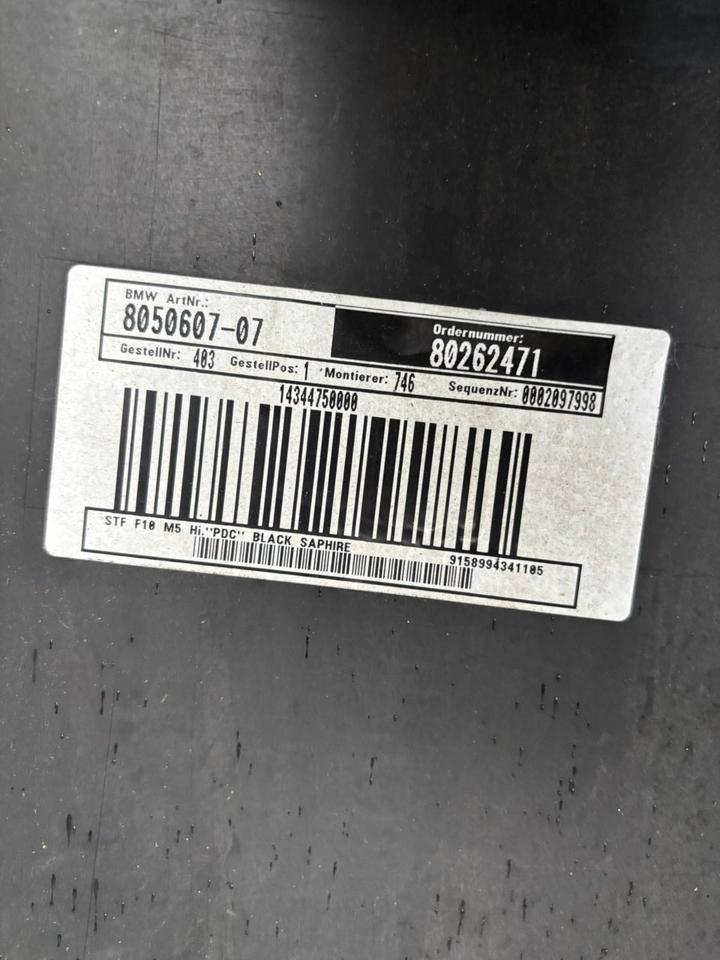 BMW ArtNr.:
8050607-07
Ordernummer:
80262471
GestellNr: 403 GestellPos: 1 Montierer: 746 SequenzNr: 0002097998
14344750000
STF F10 M5 Hi."PDC" BLACK SAPHIRE
9158994341105